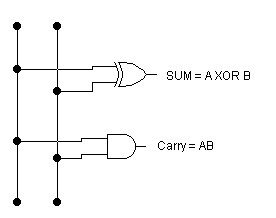 SUM = A XOR B
Carry = AB